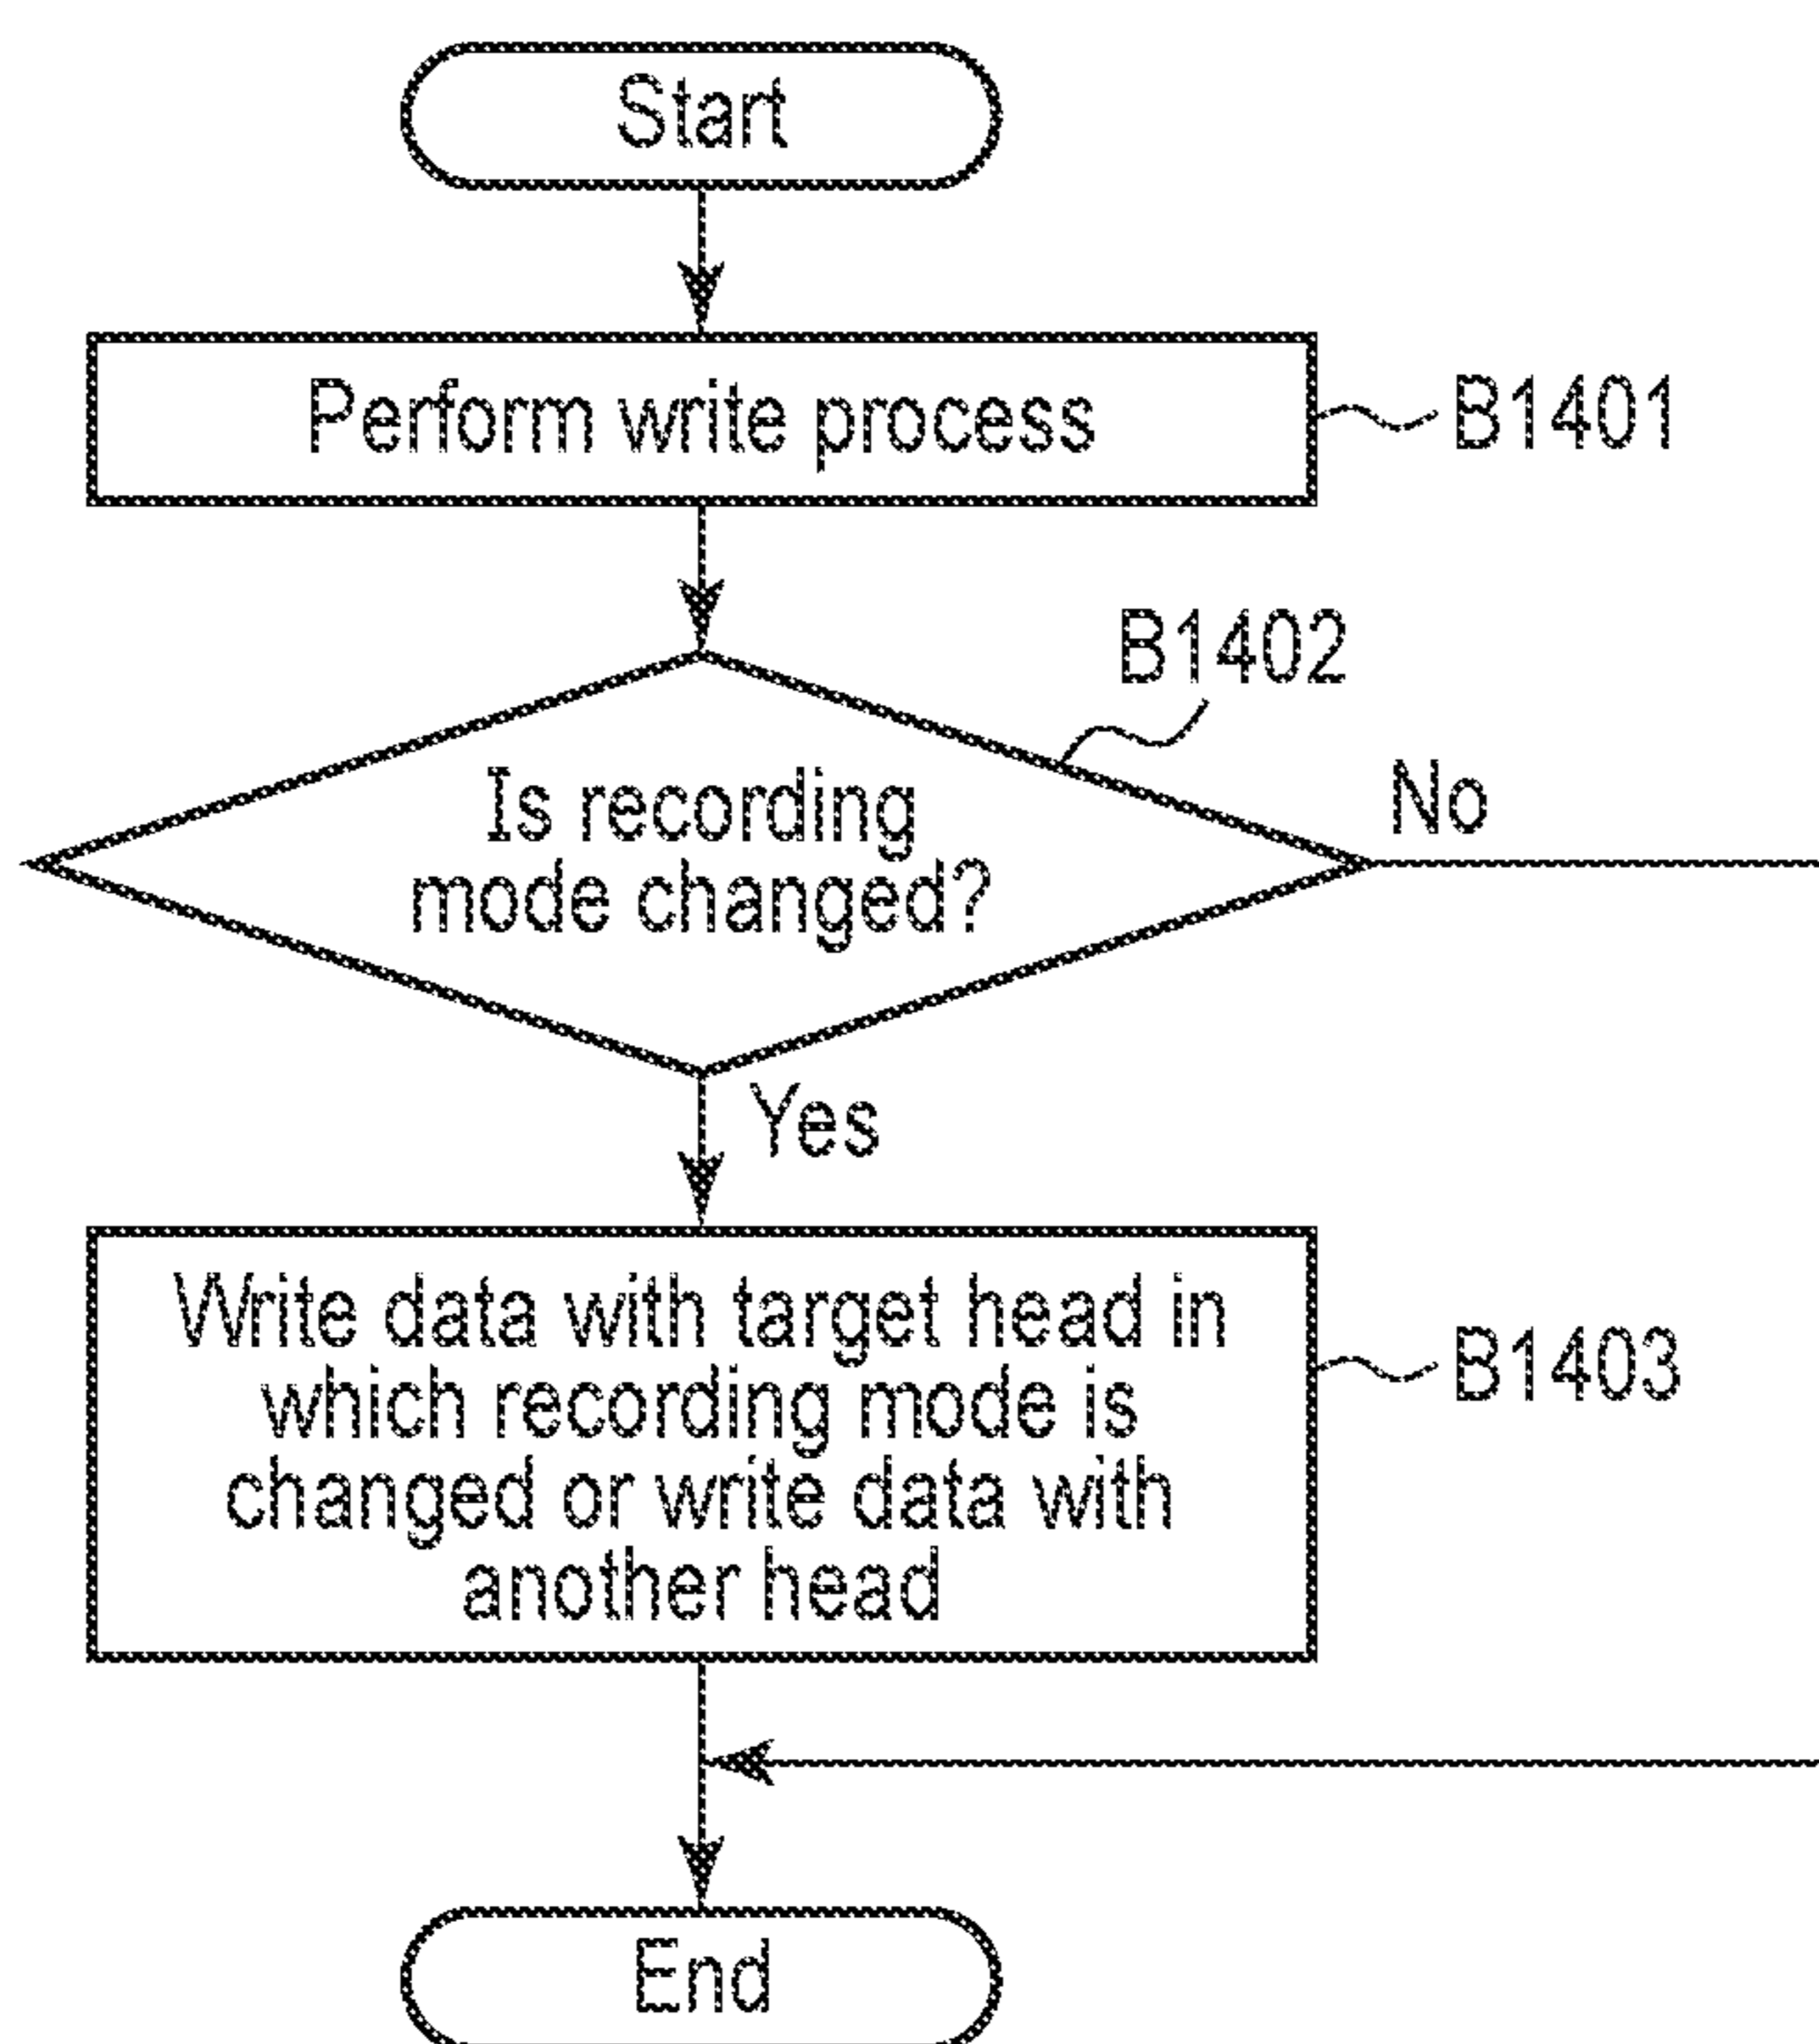 Start
Perform write process
B1401
B1402
Is recording
mode changed?
No
Yes
Write data with target head in
which recording mode is
changed or write data with
another head
B1403
End